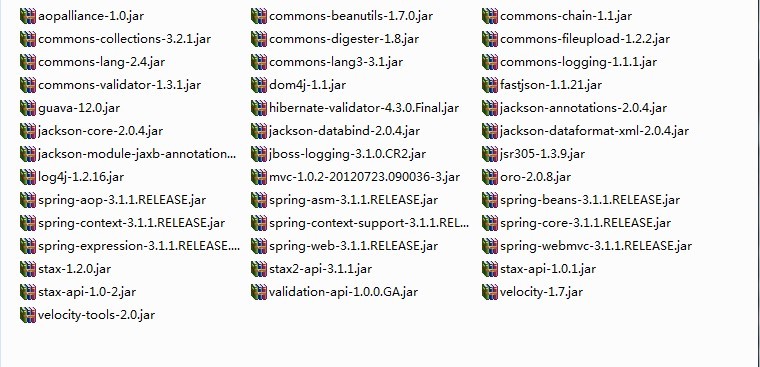 aopalliance-1.0.jar commons-beanutils-1.7.0.jar commons-chain-1.1.jar
commons-collections-3.2.1.jar commons-digester-1.8.jar commons-fileupload-1.2.2.jar
commons-lang-2.4.jar commons-lang3-3.1.jar commons-logging-1.1.1.jar
commons-validator-1.3.1.jar dom4j-1.1.jar fastjson-1.1.21.jar
guava-12.0.jar hibernate-validator-4.3.0.Final.jar jackson-annotations-2.0.4.jar
jackson-core-2.0.4.jar jackson-databind-2.0.4.jar jackson-dataformat-xml-2.0.4.jar
jackson-module-jaxb-annotation... jboss-logging-3.1.0.CR2.jar jsr305-1.3.9.jar
log4j-1.2.16.jar mvc-1.0.2-20120723.090036-3.jar oro-2.0.8.jar
spring-aop-3.1.1.RELEASE.jar spring-asm-3.1.1.RELEASE.jar spring-beans-3.1.1.RELEASE.jar
spring-context-3.1.1.RELEASE.jar spring-context-support-3.1.1.REL... spring-core-3.1.1.RELEASE.jar
spring-expression-3.1.1.RELEASE.... spring-web-3.1.1.RELEASE.jar spring-webmvc-3.1.1.RELEASE.jar
stax-1.2.0.jar stax2-api-3.1.1.jar stax-api-1.0.1.jar
stax-api-1.0-2.jar validation-api-1.0.0.GA.jar velocity-1.7.jar
velocity-tools-2.0.jar